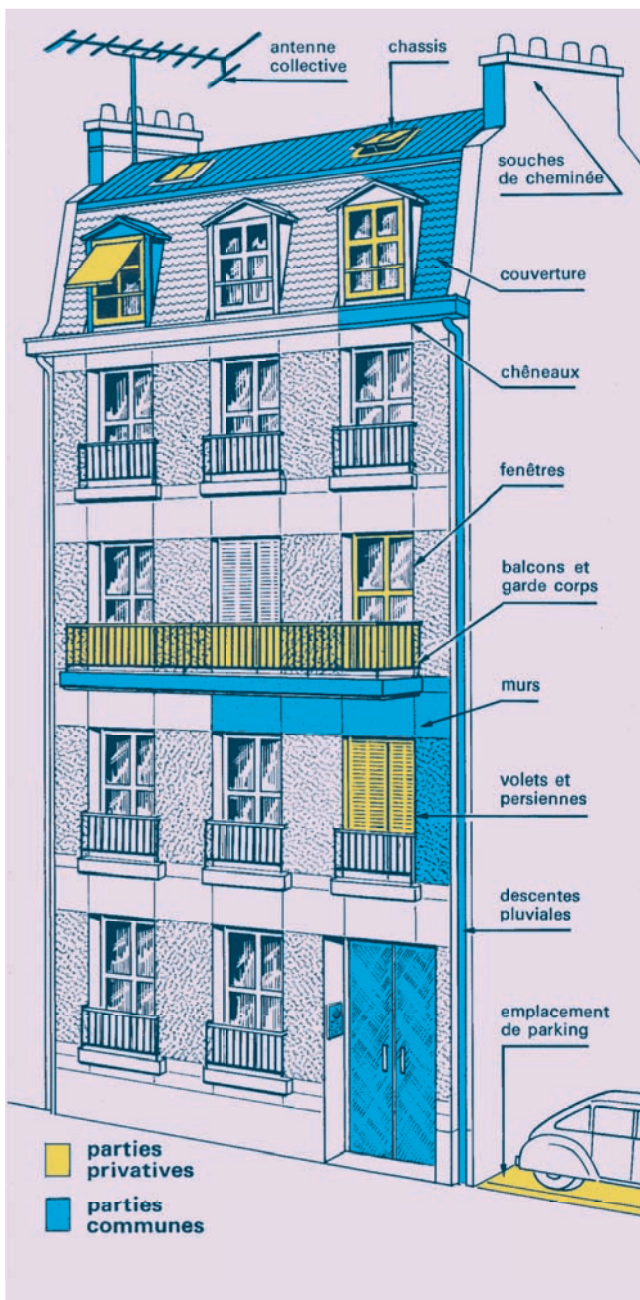 antenne
collective
chassis
souches
de cheminée
couverture
chêneaux
fenêtres
balcons et
garde corps
murs
volets et
persiennes
descentes
pluviales
emplacement
de parking
parties
privatives
parties
communes